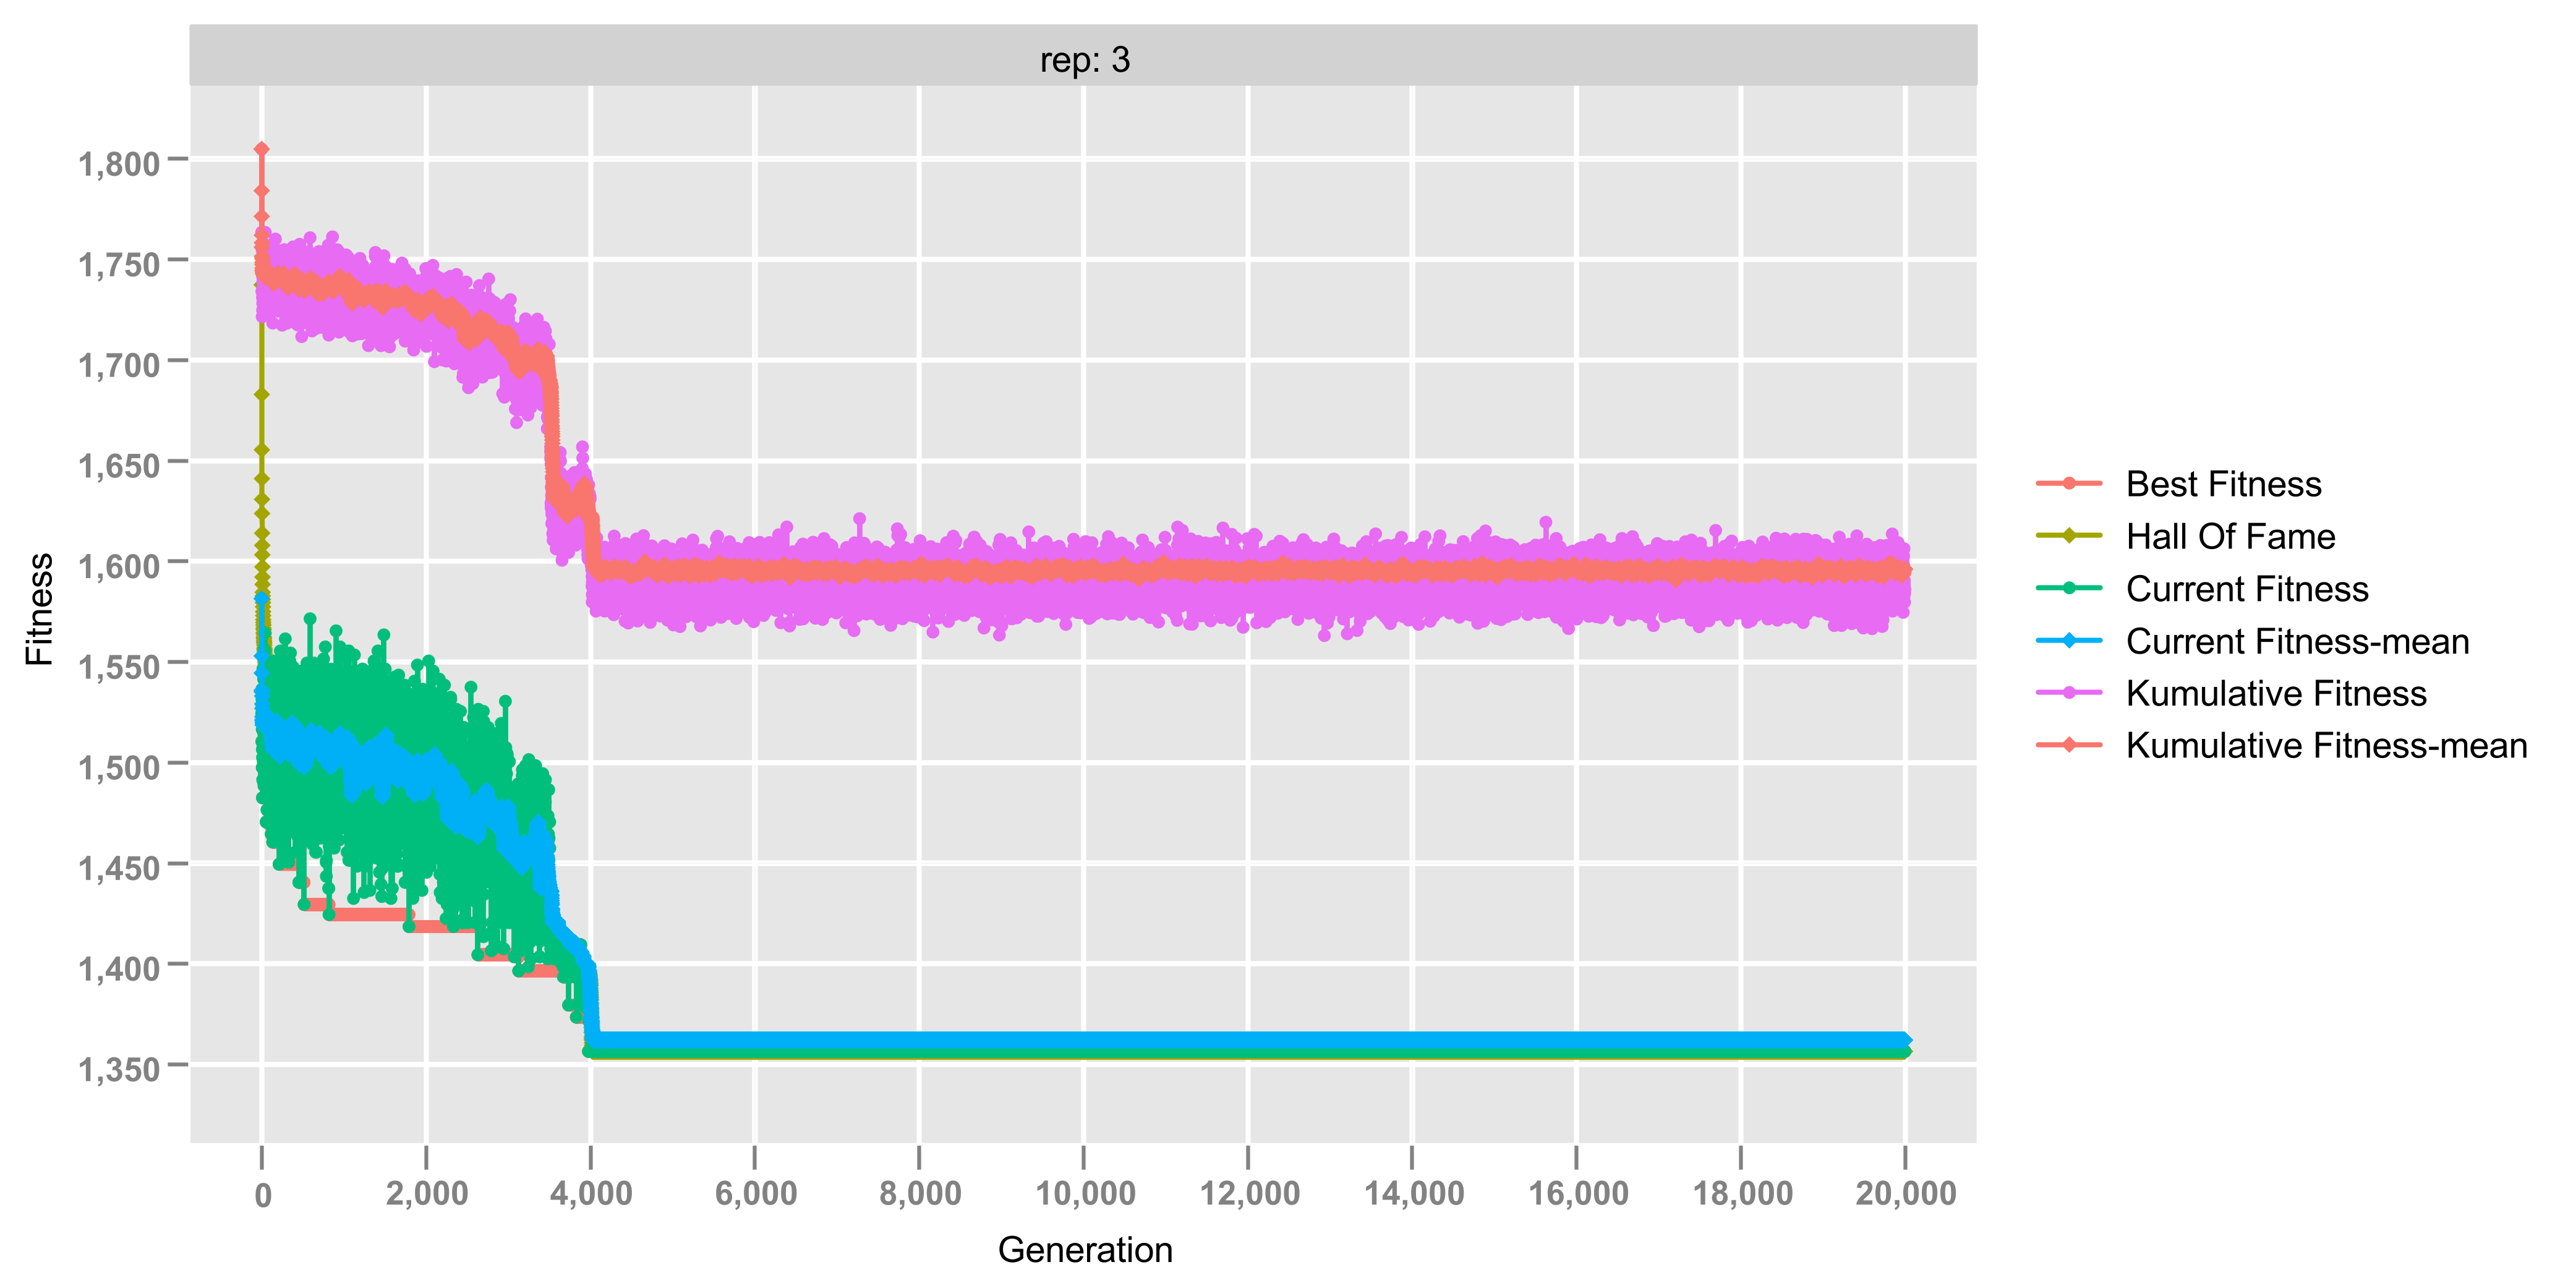 rep: 3
1,800
1,750
1,700
1,650
1,600
1,550
1,500
1,450
1,400
1,350
Fitness
0
2,000
4,000
6,000
8,000
10,000
12,000
14,000
16,000
18,000
20,000
Generation
Best Fitness
Hall Of Fame
Current Fitness
Current Fitness-mean
Kumulative Fitness
Kumulative Fitness-mean